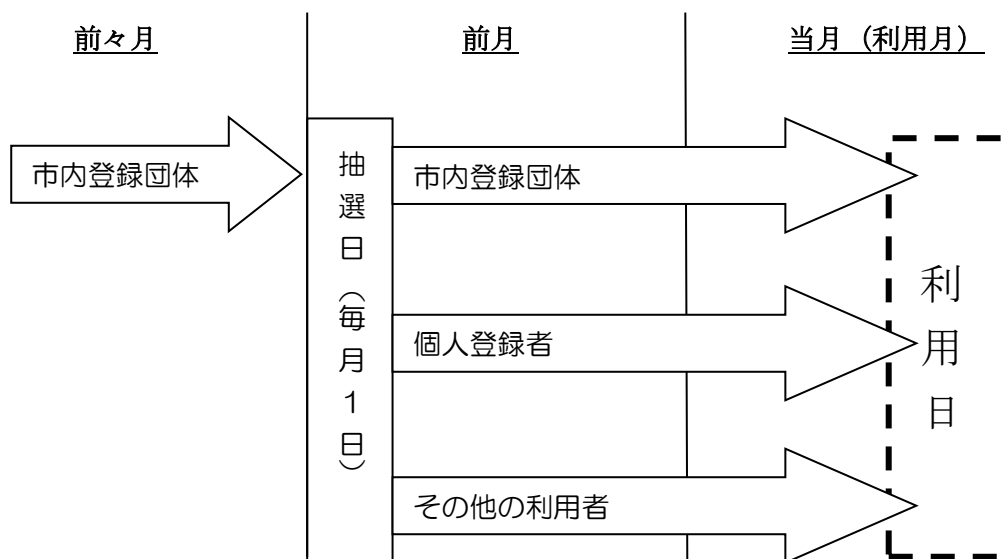 前々月
前月
当月（利用月）
市内登録団体
抽選日（毎月１日）
市内登録団体
個人登録者
その他の利用者
利用日